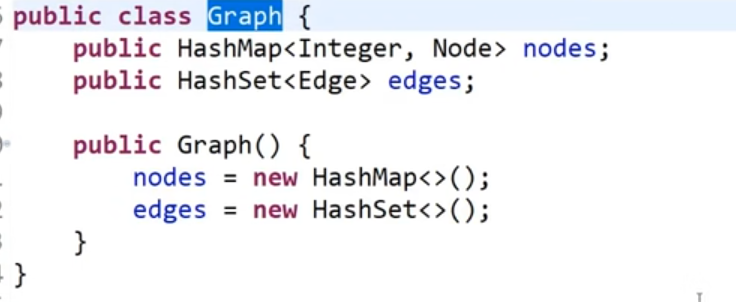 public class Graph {
    public HashMap<Integer, Node> nodes;
    public HashSet<Edge> edges;

    public Graph() {
        nodes = new HashMap<>();
        edges = new HashSet<>();
    }
}